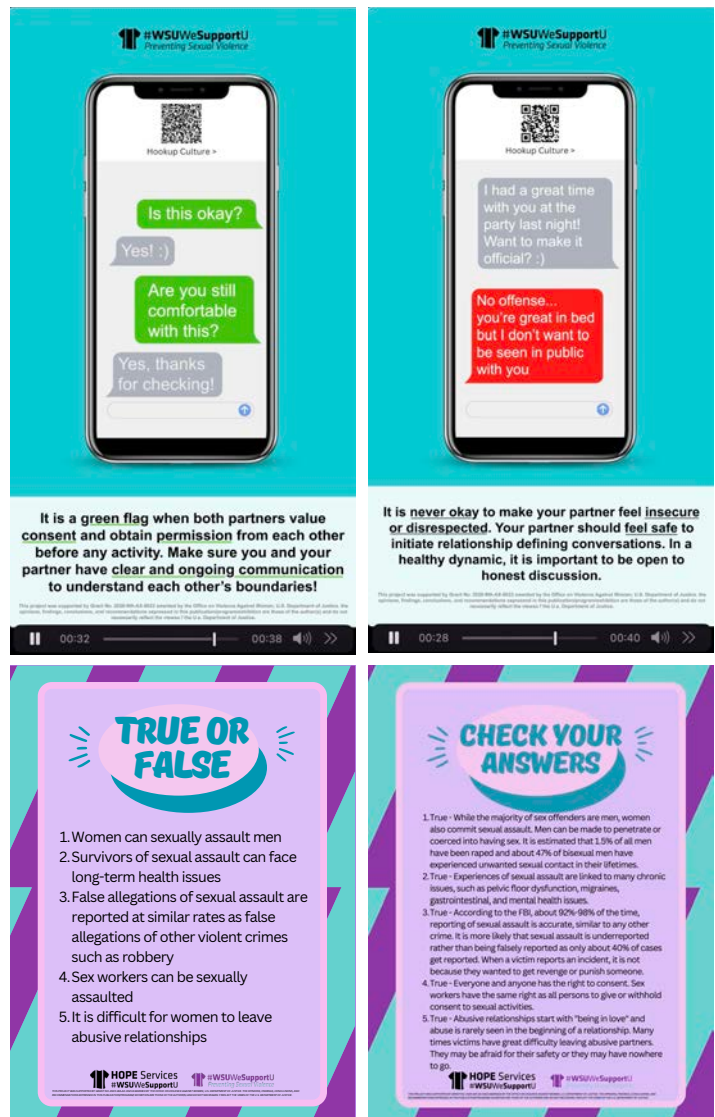 #WSUWeSupportU
Preventing Sexual Violence
Hookup Culture >
Is this okay?
Yes! :)
Are you still
comfortable
with this?
Yes, thanks
for checking!
It is a green flag when both partners value
consent and obtain permission from each other
before any activity. Make sure you and your
partner have clear and ongoing communication
to understand each other's boundaries!
00:32
00:38
#WSUWeSupportU
Preventing Sexual Violence
Hookup Culture >
I had a great time
with you at the
party last night!
Want to make it
official? :)
No offense...
you're great in bed
but I don't want to
be seen in public
with you
It is never okay to make your partner feel insecure
or disrespected. Your partner should feel safe to
initiate relationship defining conversations. In a
healthy dynamic, it is important to be open to
honest discussion.
00:28
00:40
TRUE OR
FALSE
1. Women can sexually assault men
2. Survivors of sexual assault can face
long-term health issues
3. False allegations of sexual assault are
reported at similar rates as false
allegations of other violent crimes
such as robbery
4. Sex workers can be sexually
assaulted
5. It is difficult for women to leave
abusive relationships
HOPE Services
#WSUWeSupportU
#WSUWeSupportU
Preventing Sexual Violence
CHECK YOUR
ANSWERS
1. True - While the majority of sex offenders are men, women
also commit sexual assault. Men can be made to penetrate or
coerced into having sex. It is estimated that 1.5% of all men
have been raped and about 47% of bisexual men have
experienced unwanted sexual contact in their lifetimes.
2. True - Experiences of sexual assault are linked to many chronic
issues, such as pelvic floor dysfunction, migraines,
gastrointestinal, and mental health issues.
3. True - According to the FBI, about 92%-98% of the time,
reporting of sexual assault is accurate, similar to any other
crime. It is more likely that sexual assault is underreported
rather than being falsely reported as only about 40% of cases
get reported. When a victim reports an incident, it is not
because they wanted to get revenge or punish someone.
4. True - Everyone and anyone has the right to consent. Sex
workers have the same right as all persons to give or withhold
consent to sexual activities.
5. True - Abusive relationships start with "being in love" and
abuse is rarely seen in the beginning of a relationship. Many
times victims have great difficulty leaving abusive partners.
They may be afraid for their safety or they may have nowhere
to go.
HOPE Services
#WSUWeSupportU
#WSUWeSupportU